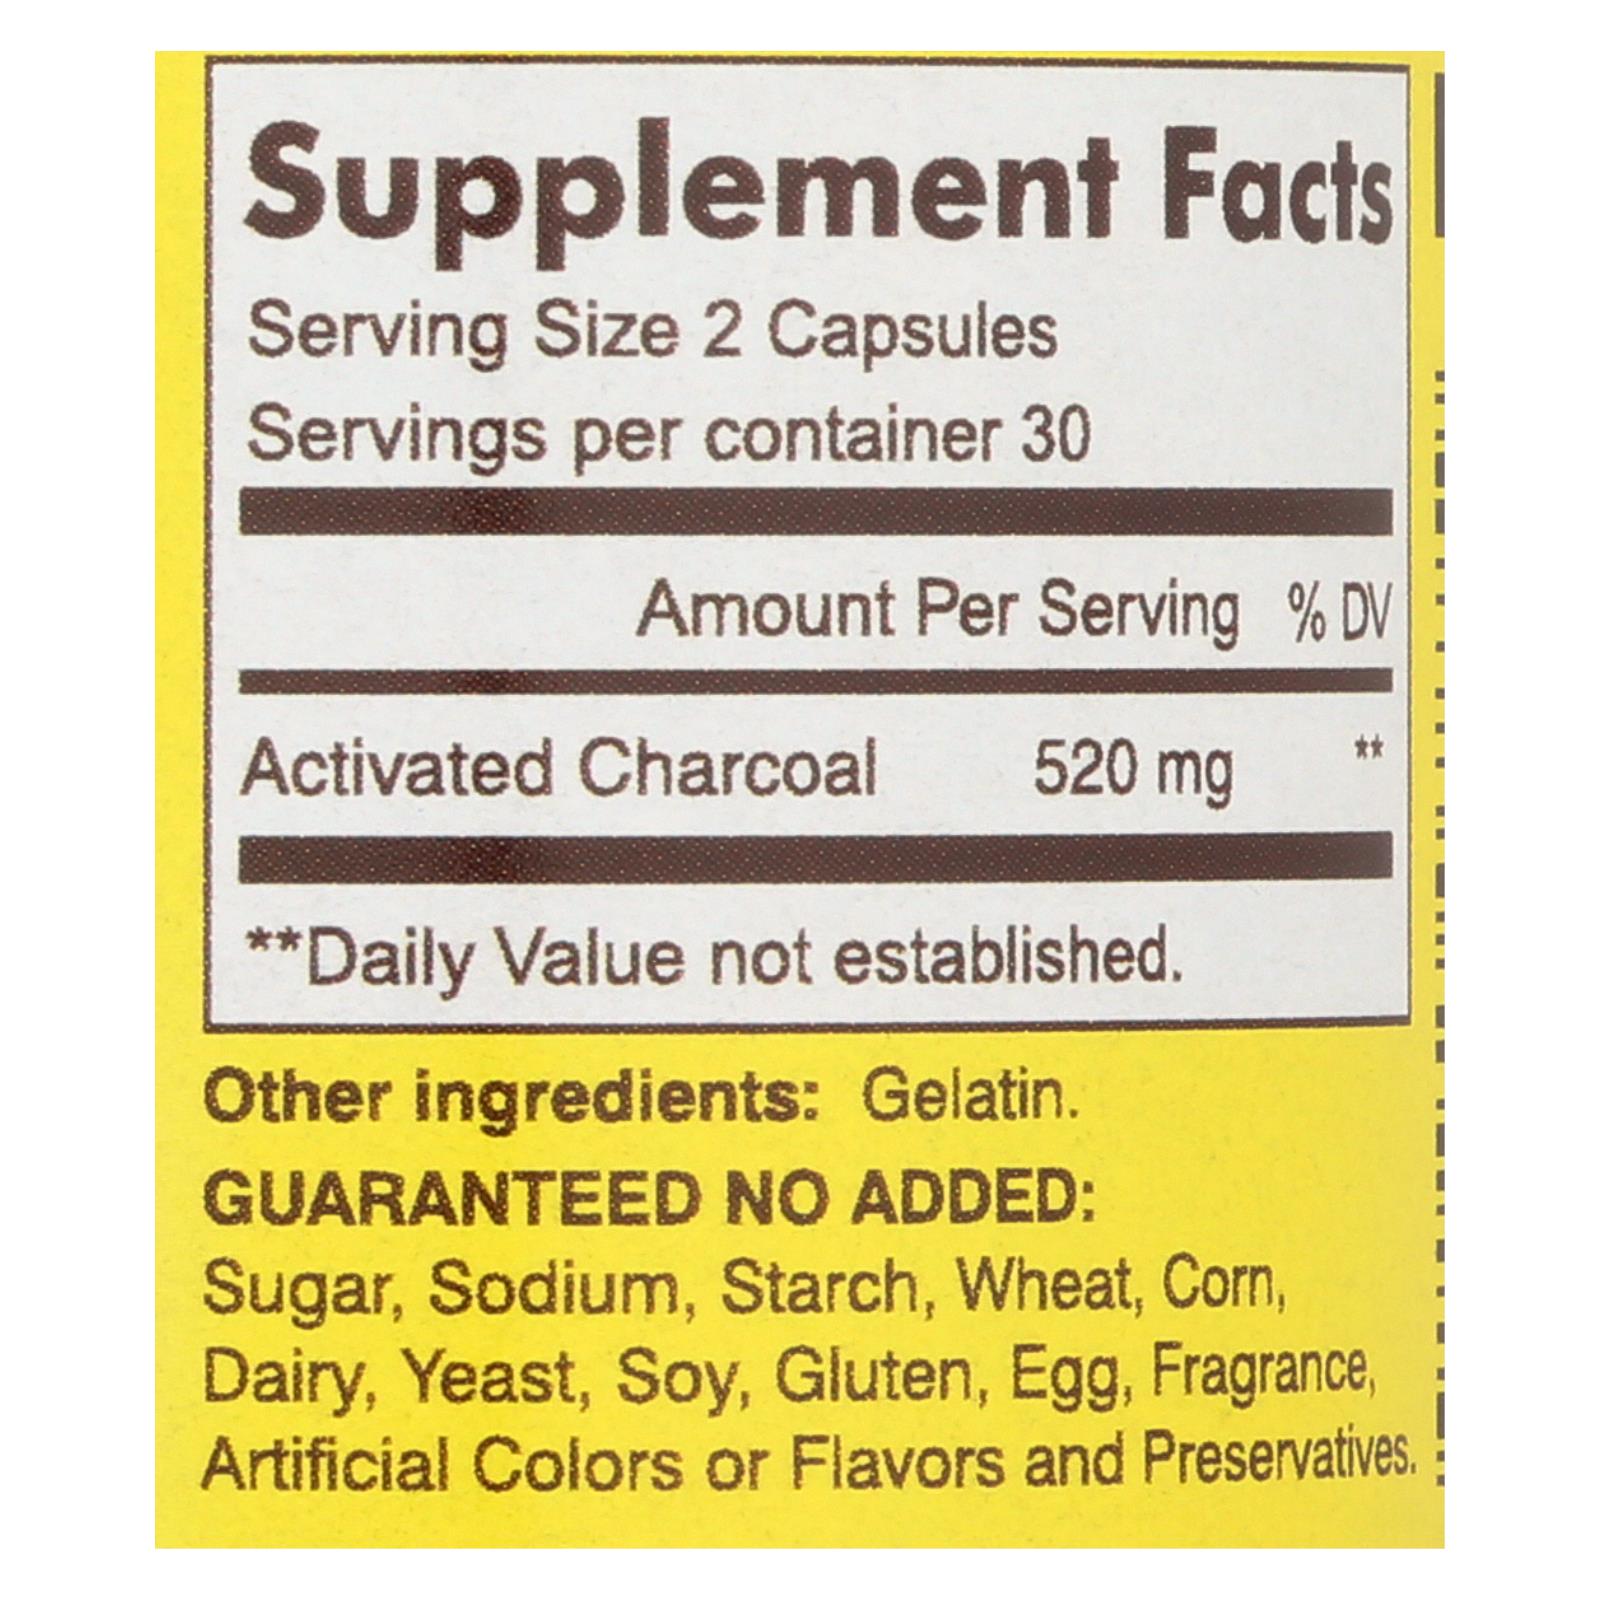 Supplement Facts
Serving Size 2 Capsules
Servings per container 30
Amount Per Serving % DV
Activated Charcoal 520 mg **
**Daily Value not established.
Other ingredients: Gelatin.
GUARANTEED NO ADDED:
Sugar, Sodium, Starch, Wheat, Corn,
Dairy, Yeast, Soy, Gluten, Egg, Fragrance,
Artificial Colors or Flavors and Preservatives.